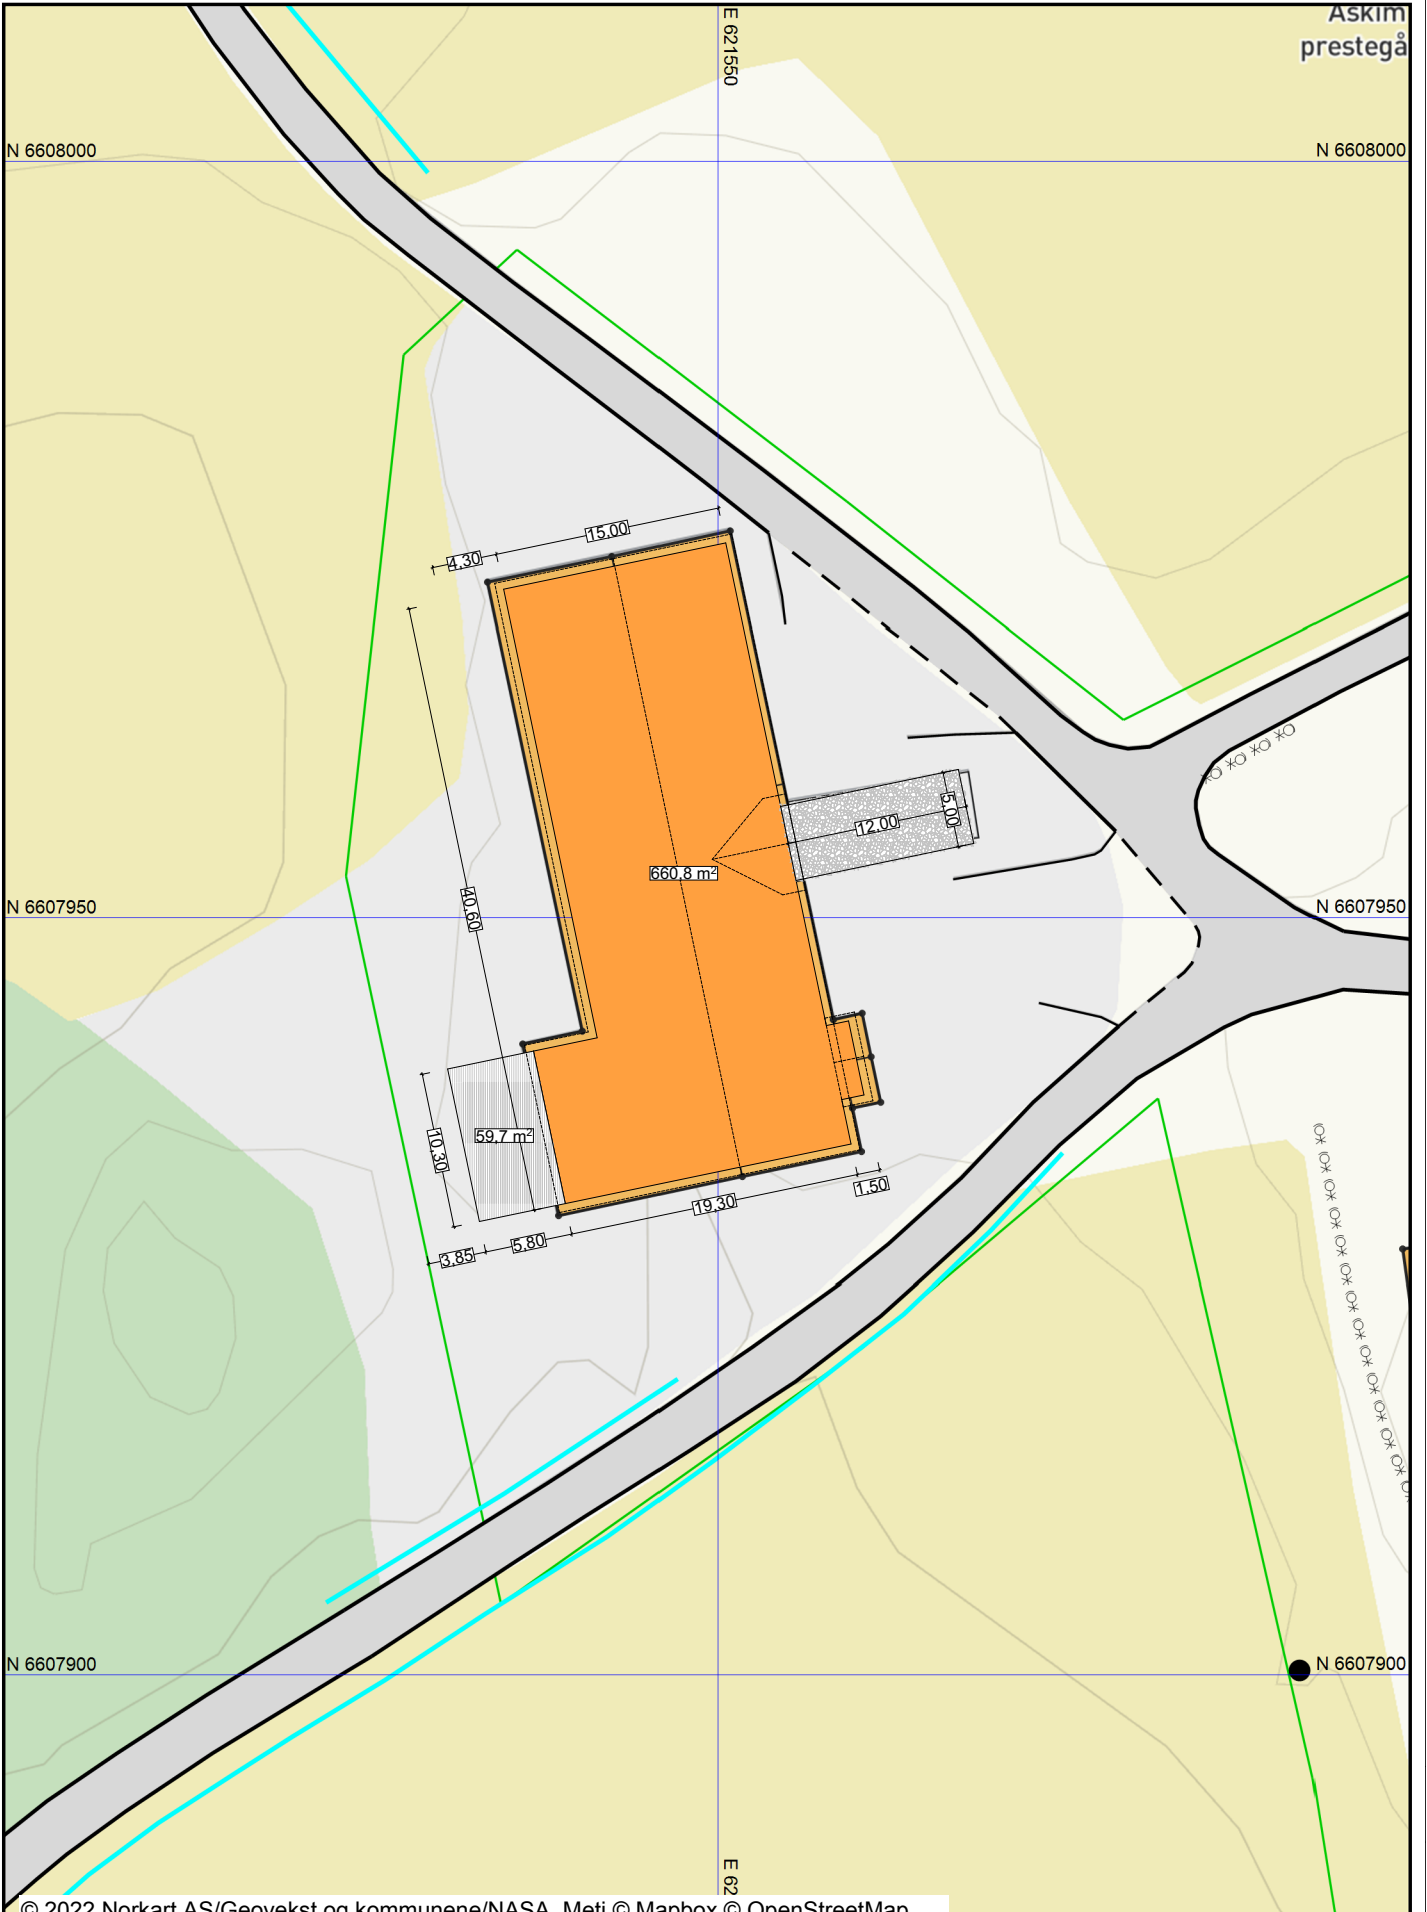 Askim
prestegå
E 621550
N 6608000
N 6608000
15,00
4,30
5,00
12,00
660,8 m²
40,60
N 6607950
N 6607950
59,7 m²
10,30
1,50
19,30
5,80
3,85
N 6607900
N 6607900
E 62
© 2022 Norkart AS/Geovekst og kommunene/NASA, Meti © Mapbox © OpenStreetMap